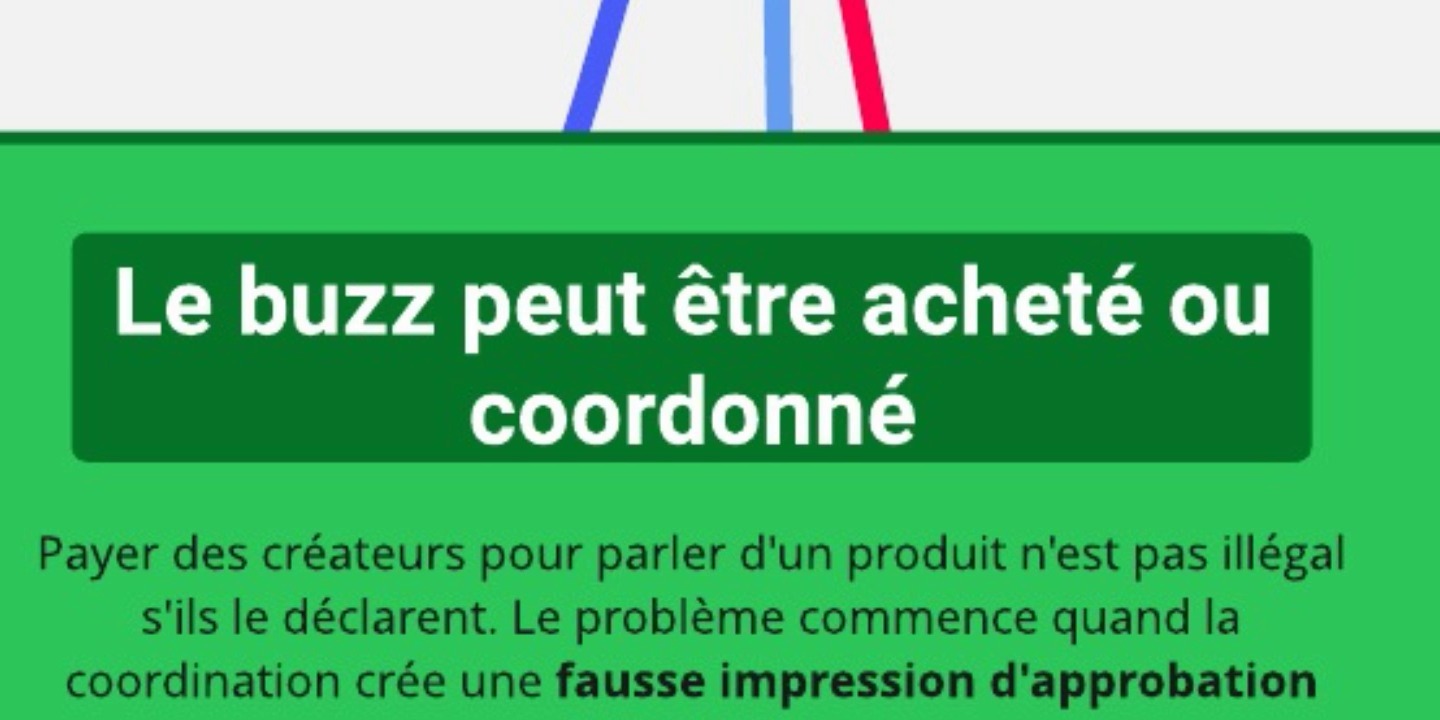 Le buzz peut être acheté ou
coordonné
Payer des créateurs pour parler d'un produit n'est pas illégal
s'ils le déclarent. Le problème commence quand la
coordination crée une fausse impression d'approbation